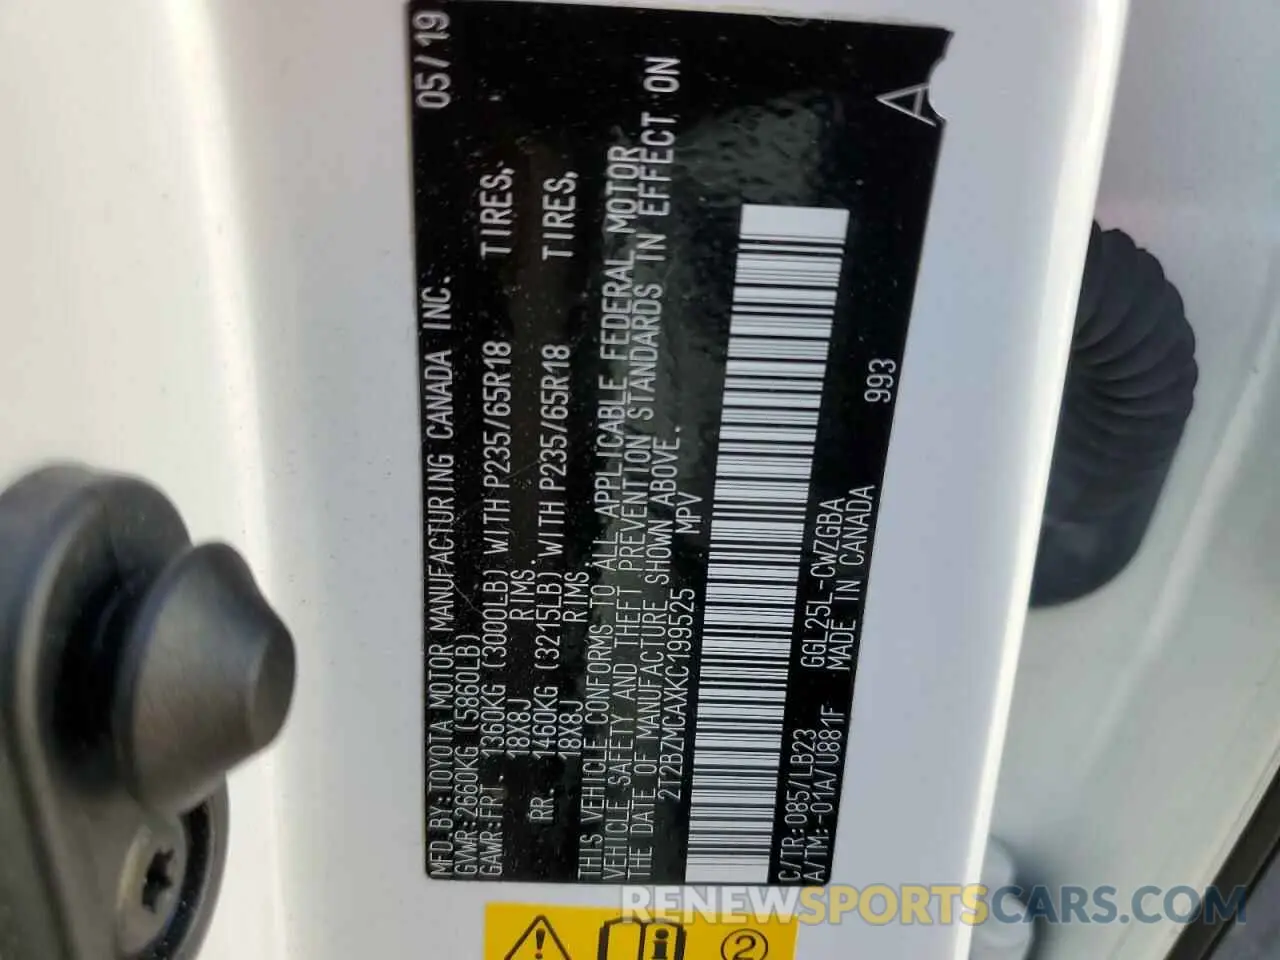 MFD.BY:TOYOTA MOTOR MANUFACTURING CANADA INC. 05/19
GVWR:2660KG (5860LB)
GAWR:FRT. 1360KG (3000LB) WITH P235/65R18 TIRES,
18X8J RIMS.
RR. 1460KG (3215LB) WITH P235/65R18 TIRES,
18X8J RIMS.
THIS VEHICLE CONFORMS TO ALL APPLICABLE FEDERAL MOTOR
VEHICLE SAFETY AND THEFT PREVENTION STANDARDS IN EFFECT ON
THE DATE OF MANUFACTURE SHOWN ABOVE.
2T2BZMCAXKC199525 MPV
C/TR:085/LB23 GGL25L-CWZGBA 993
A/TM:-01A/U881F MADE IN CANADA
A
2
RENEWSPORTSCARS.COM